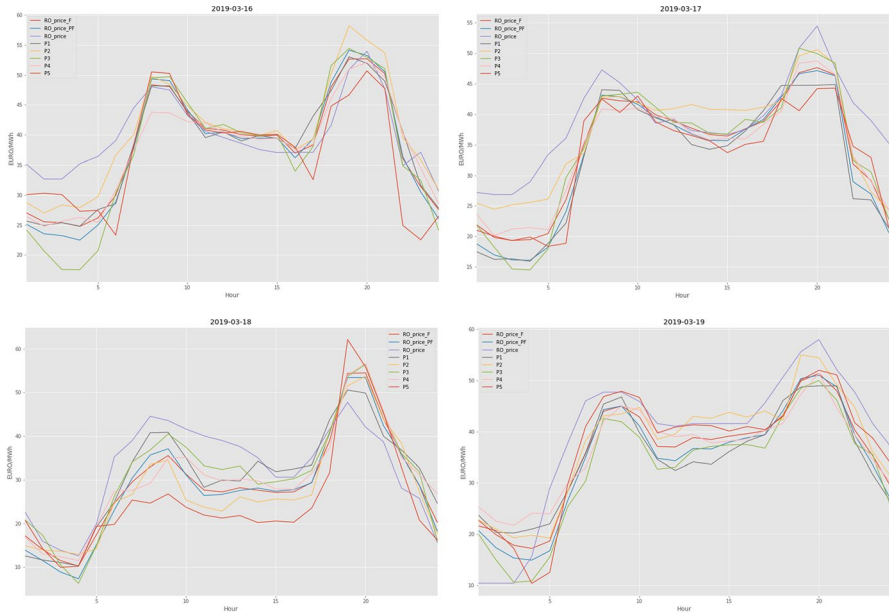 2019-03-16
EURO/MWh
60
50
40
30
20
RO_price_F
RO_price_PF
RO_price
P1
P2
P3
P4
P5
5
10
15
20
Hour
2019-03-17
EURO/MWh
55
50
45
40
35
30
25
20
15
RO_price_F
RO_price_PF
RO_price
P1
P2
P3
P4
P5
5
10
15
20
Hour
2019-03-18
EURO/MWh
60
50
40
30
20
10
RO_price_F
RO_price_PF
RO_price
P1
P2
P3
P4
P5
5
10
15
20
Hour
2019-03-19
EURO/MWh
60
50
40
30
20
10
RO_price_F
RO_price_PF
RO_price
P1
P2
P3
P4
P5
5
10
15
20
Hour